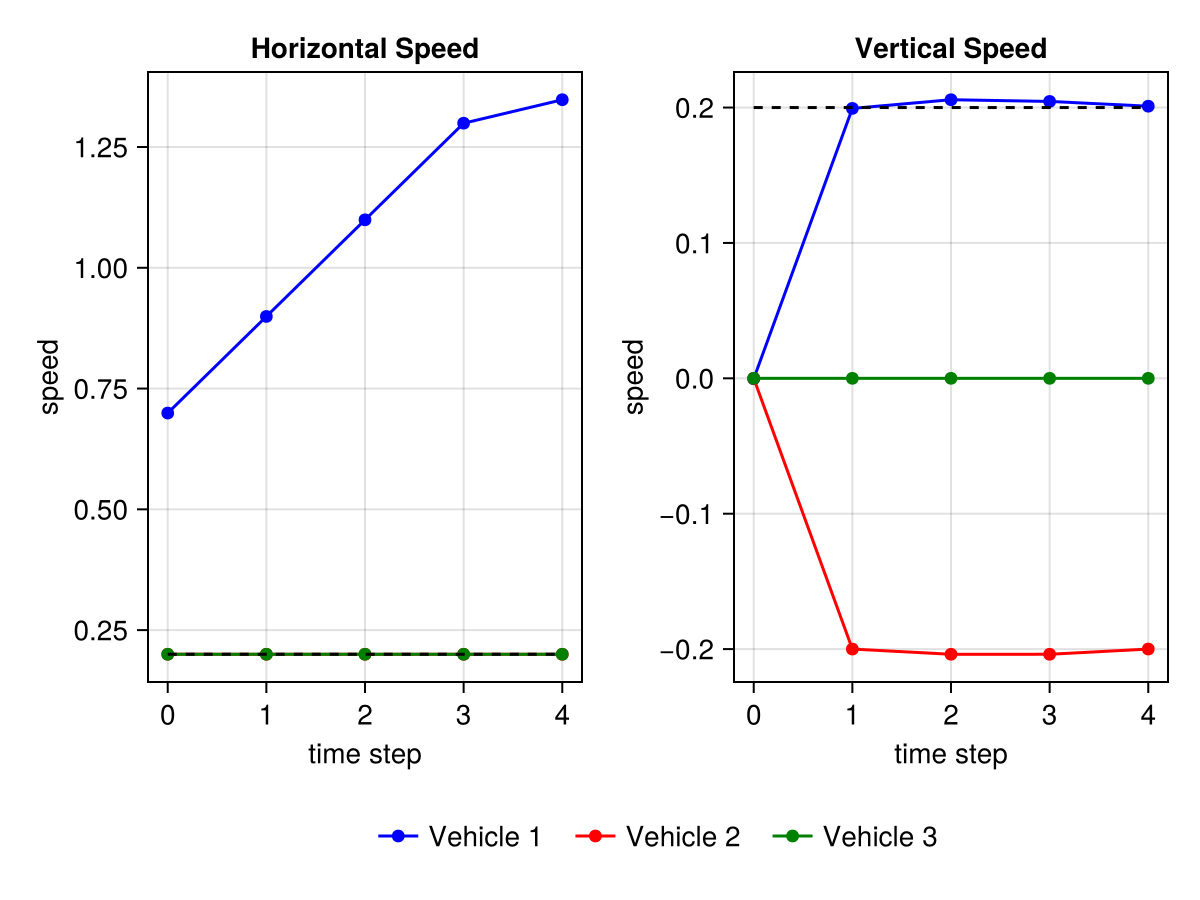 Horizontal Speed
1.25
1.00
0.75
0.50
0.25
speed
0 1 2 3 4
time step
Vertical Speed
0.2
0.1
0.0
−0.1
−0.2
speed
0 1 2 3 4
time step
Vehicle 1 Vehicle 2 Vehicle 3